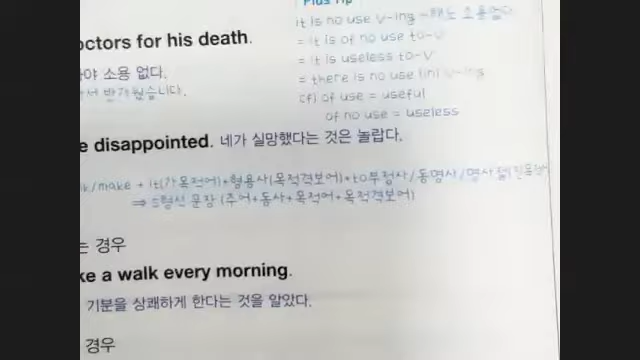 Plus Tip
it is no use v-ing ~해도 소용없다
= it is of no use to-v
= it is useless to-v
= there is no use (in) v-ing
cf) of use = useful
of no use = useless
octors for his death.
야 소용 없다.
서 반가웠습니다.
e disappointed. 네가 실망했다는 것은 놀랍다.
k/make + it(가목적어)+형용사(목적격보어)+to부정사/동명사/명사절(진목적어
⇒ 5형식 문장 (주어+동사+목적어+목적격보어)
는 경우
ke a walk every morning.
기분을 상쾌하게 한다는 것을 알았다.
경우